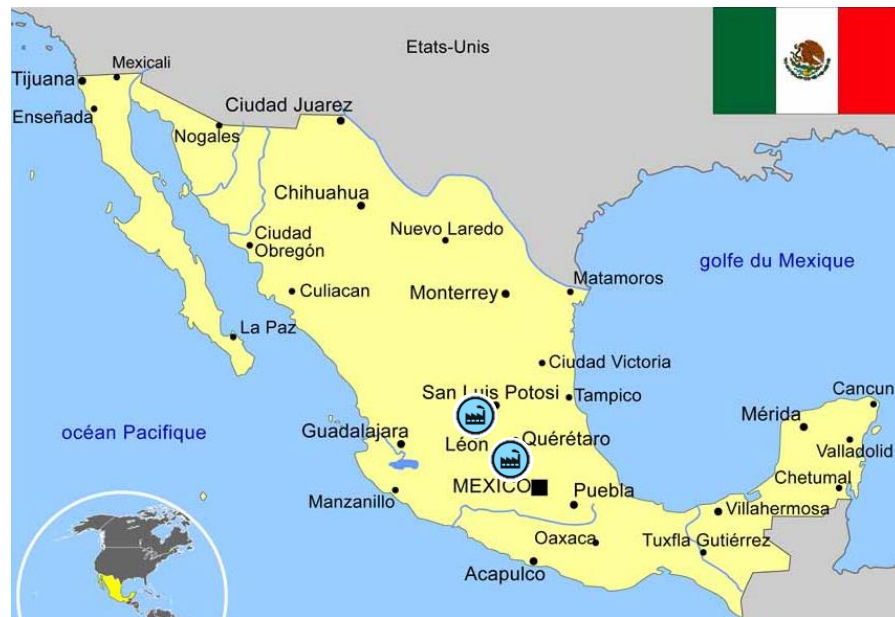 Etats-Unis
Mexicali
Tijuana
Enseñada
Ciudad Juarez
Nogales
Chihuahua
Ciudad
Obregón
Nuevo Laredo
golfe du Mexique
Matamoros
Culiacan
Monterrey
La Paz
Ciudad Victoria
San Luis Potosi
Tampico
Cancun
Mérida
océan Pacifique
Guadalajara
Léon
Quérétaro
Valladolid
Chetumal
MEXICO
Puebla
Manzanillo
Villahermosa
Oaxaca
Tuxfla Gutiérrez
Acapulco